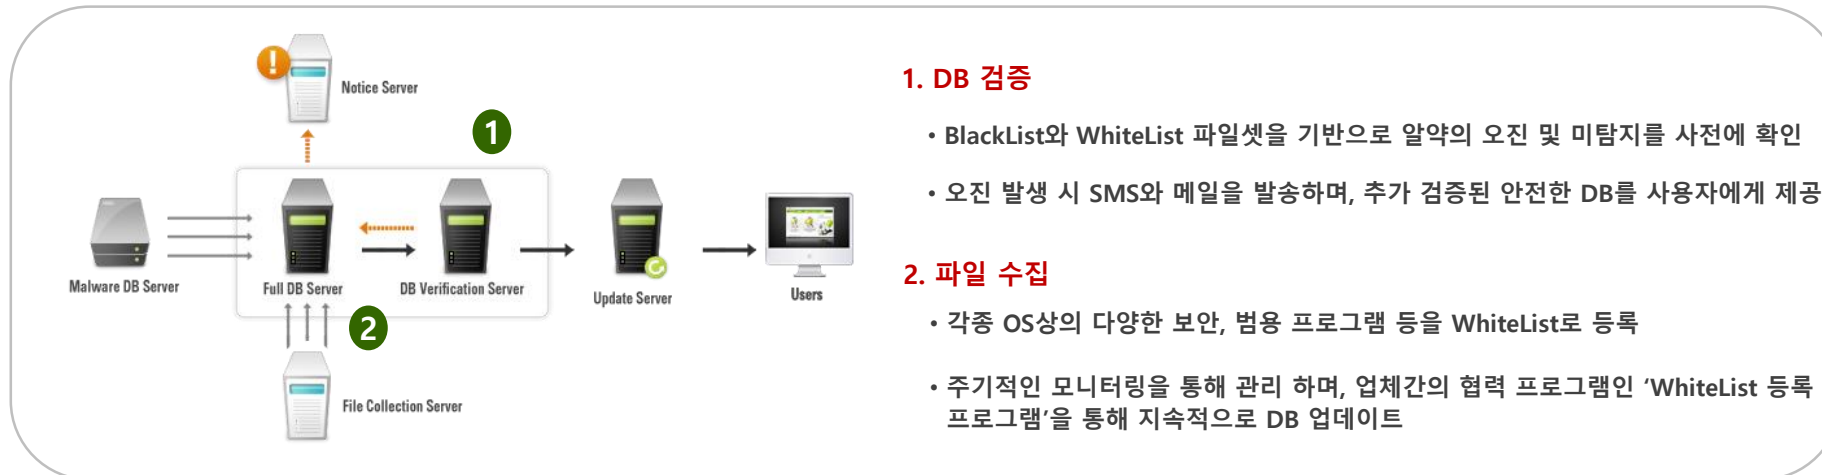 Notice Server
1
Malware DB Server
Full DB Server
DB Verification Server
Update Server
Users
2
File Collection Server
1. DB 검증
• BlackList와 WhiteList 파일셋을 기반으로 알약의 오진 및 미탐지를 사전에 확인
• 오진 발생 시 SMS와 메일을 발송하며, 추가 검증된 안전한 DB를 사용자에게 제공
2. 파일 수집
• 각종 OS상의 다양한 보안, 범용 프로그램 등을 WhiteList로 등록
• 주기적인 모니터링을 통해 관리 하며, 업체간의 협력 프로그램인 ‘WhiteList 등록
프로그램’을 통해 지속적으로 DB 업데이트